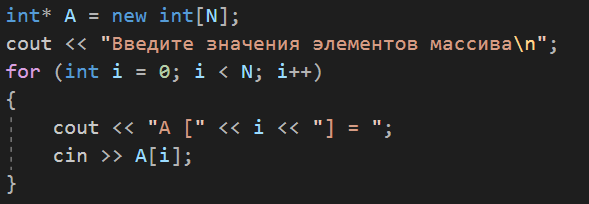 int* A = new int[N];
cout << "Введите значения элементов массива\n";
for (int i = 0; i < N; i++)
{
    cout << "A [" << i << "] = ";
    cin >> A[i];
}